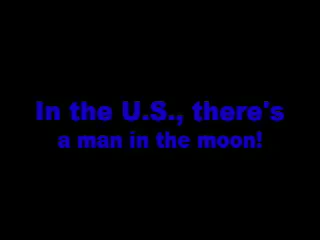 In the U.S., there's
a man in the moon!